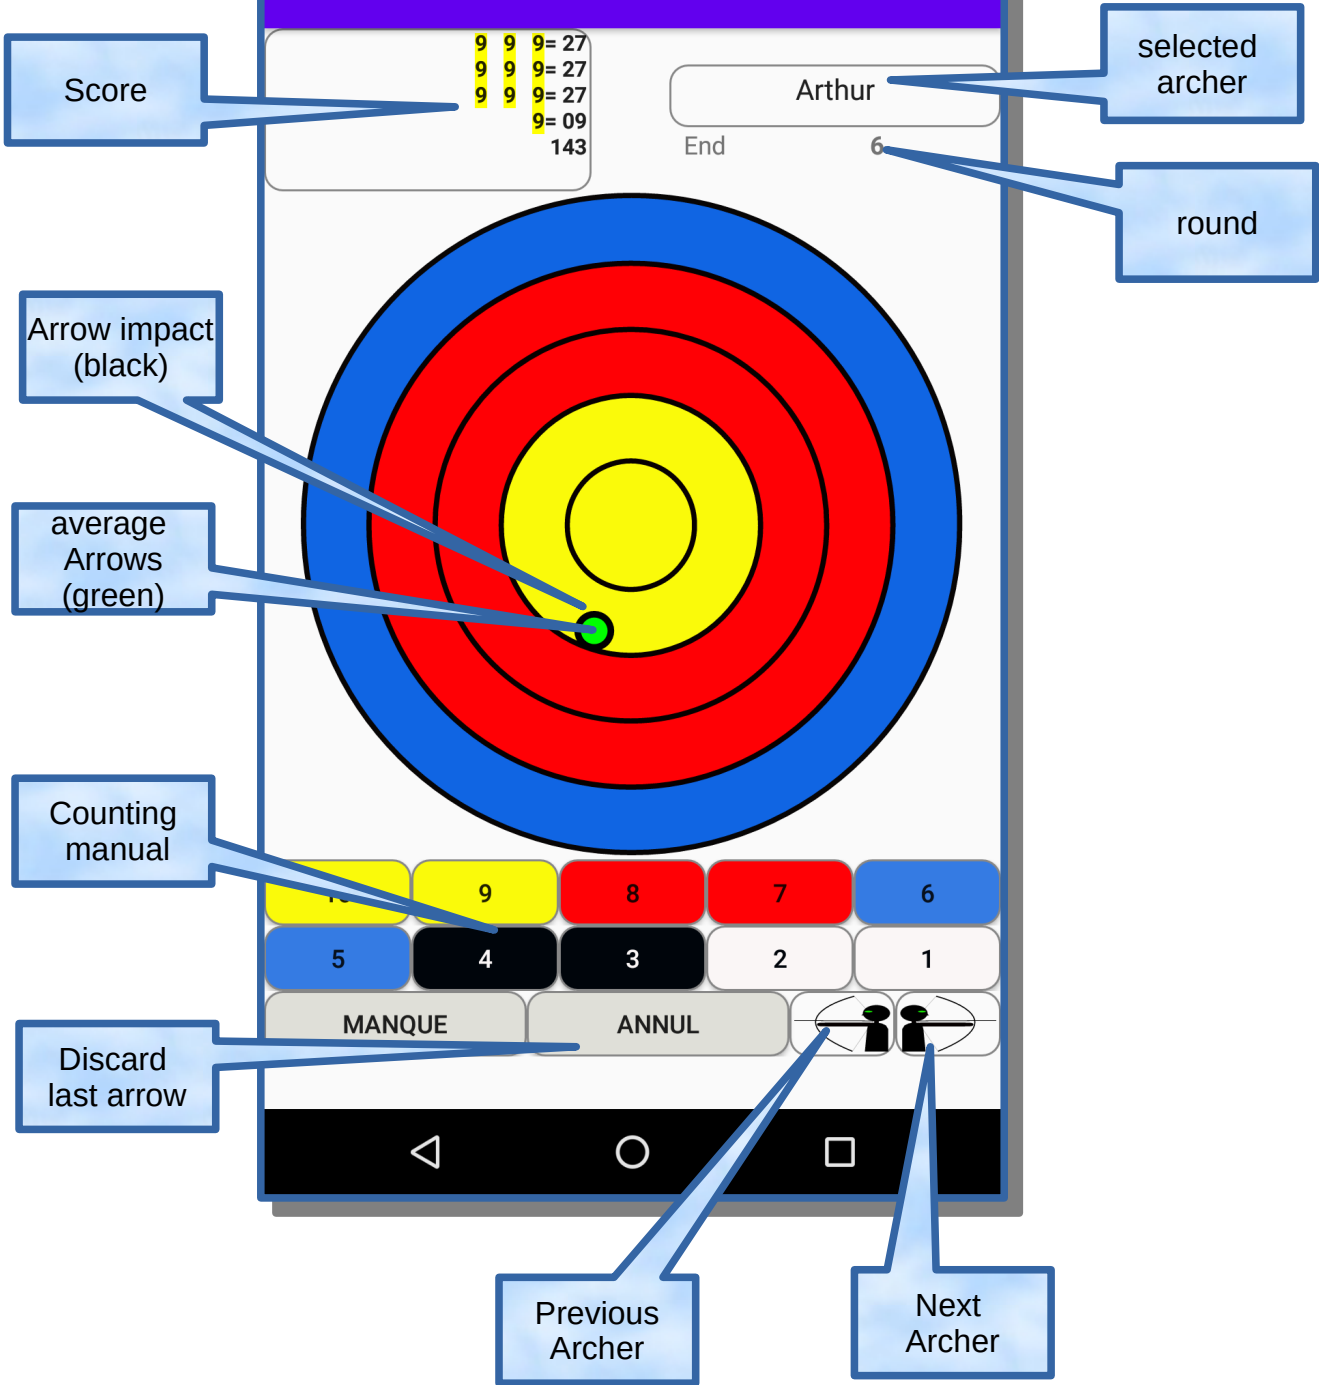 Score
9 9 9= 27
9 9 9= 27
9 9 9= 27
9= 09
143
Arthur
End 6
selected
archer
round
Arrow impact
(black)
average
Arrows
(green)
Counting
manual
9 8 7 6
5 4 3 2 1
MANQUE ANNUL
Discard
last arrow
Previous
Archer
Next
Archer